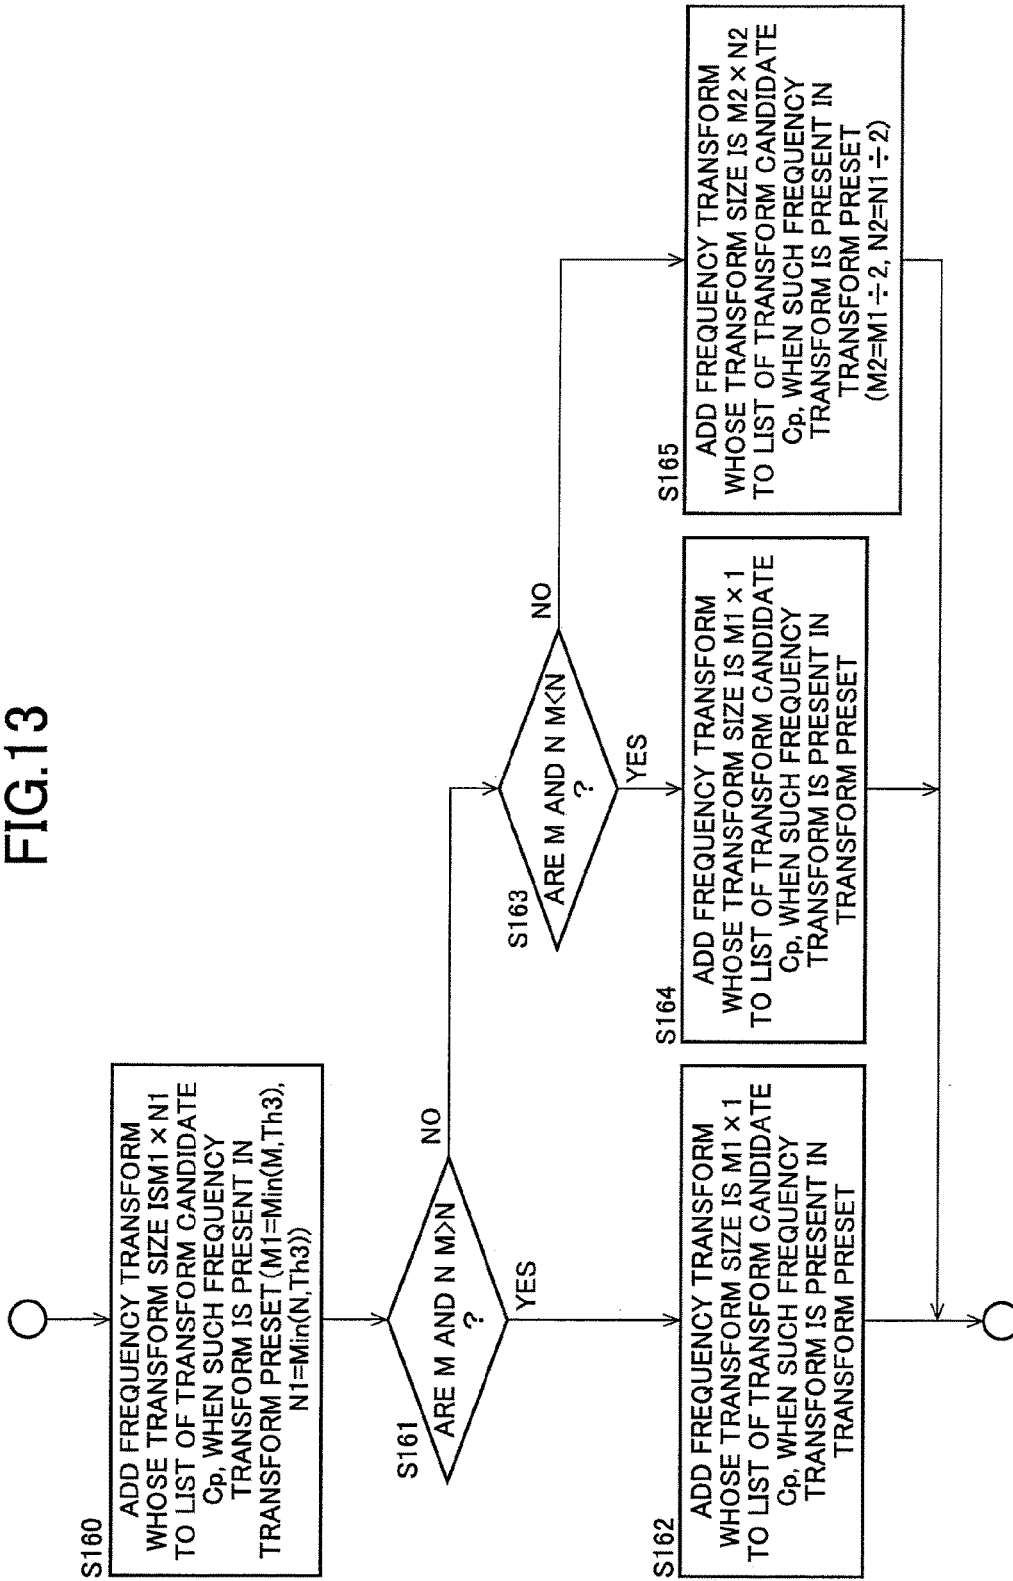 FIG.13
S160
ADD FREQUENCY TRANSFORM
WHOSE TRANSFORM SIZE ISM1 × N1
TO LIST OF TRANSFORM CANDIDATE
Cp, WHEN SUCH FREQUENCY
TRANSFORM IS PRESENT IN
TRANSFORM PRESET (M1=Min(M,Th3),
N1=Min(N,Th3))
S161
ARE M AND N M>N
?
NO
YES
S162
ADD FREQUENCY TRANSFORM
WHOSE TRANSFORM SIZE IS M1 × 1
TO LIST OF TRANSFORM CANDIDATE
Cp, WHEN SUCH FREQUENCY
TRANSFORM IS PRESENT IN
TRANSFORM PRESET
S163
ARE M AND N M<N
?
NO
YES
S164
ADD FREQUENCY TRANSFORM
WHOSE TRANSFORM SIZE IS M1 × 1
TO LIST OF TRANSFORM CANDIDATE
Cp, WHEN SUCH FREQUENCY
TRANSFORM IS PRESENT IN
TRANSFORM PRESET
S165
ADD FREQUENCY TRANSFORM
WHOSE TRANSFORM SIZE IS M2 × N2
TO LIST OF TRANSFORM CANDIDATE
Cp, WHEN SUCH FREQUENCY
TRANSFORM IS PRESENT IN
TRANSFORM PRESET
(M2=M1÷2, N2=N1÷2)